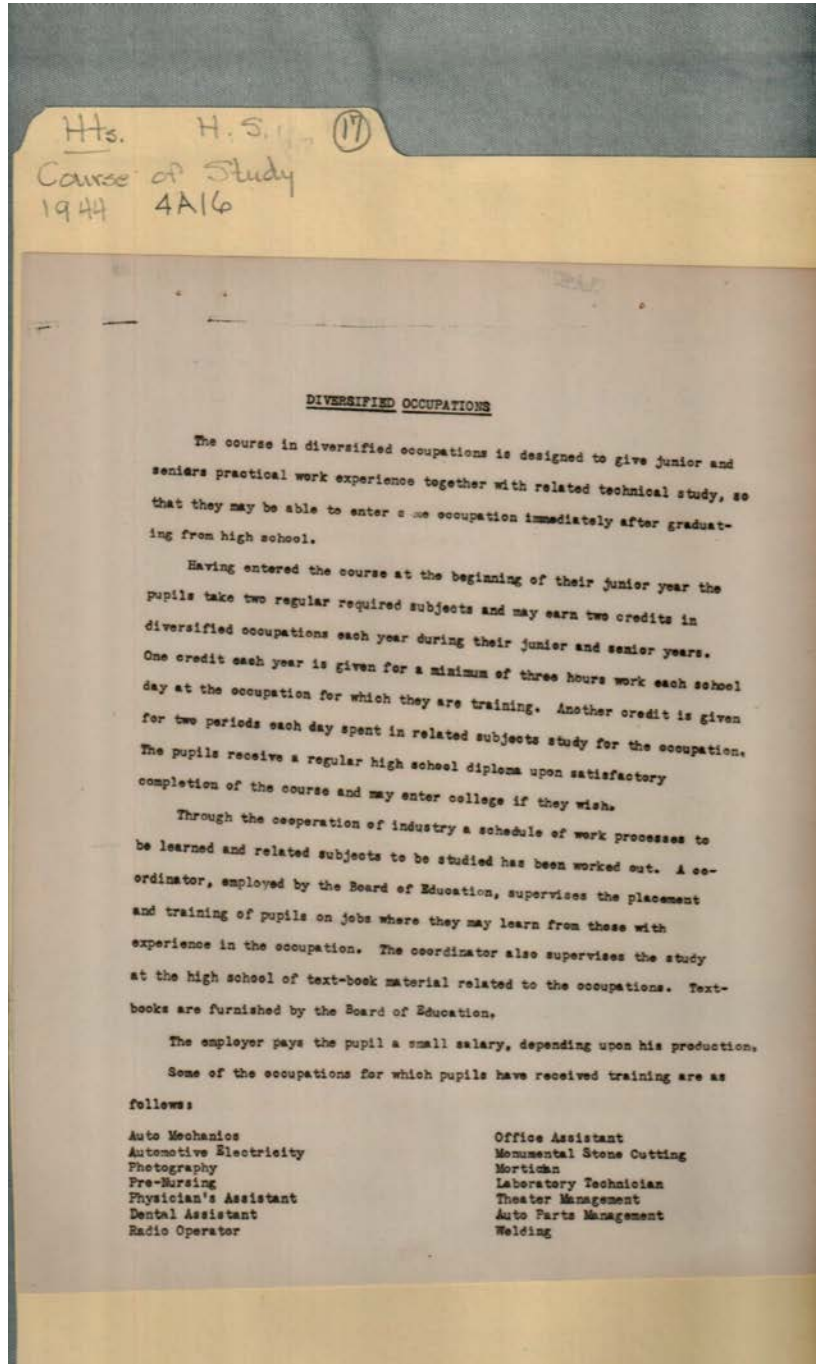 Hts. H. S. 17
Course of Study
1944 4A16
DIVERSIFIED OCCUPATIONS
The course in diversified occupations is designed to give junior and
seniors practical work experience together with related technical study, so
that they may be able to enter some occupation immediately after graduat-
ing from high school.
Having entered the course at the beginning of their junior year the
pupils take two regular required subjects and may earn two credits in
diversified occupations each year during their junior and senior years.
One credit each year is given for a minimum of three hours work each school
day at the occupation for which they are training. Another credit is given
for two periods each day spent in related subjects study for the occupation.
The pupils receive a regular high school diploma upon satisfactory
completion of the course and may enter college if they wish.
Through the cooperation of industry a schedule of work processes to
be learned and related subjects to be studied has been worked out. A co-
ordinator, employed by the Board of Education, supervises the placement
and training of pupils on jobs where they may learn from those with
experience in the occupation. The coordinator also supervises the study
at the high school of text-book material related to the occupations. Text-
books are furnished by the Board of Education.
The employer pays the pupil a small salary, depending upon his production.
Some of the occupations for which pupils have received training are as
follows:
Auto Mechanics
Automotive Electricity
Photography
Pre-Nursing
Physician's Assistant
Dental Assistant
Radio Operator
Office Assistant
Monumental Stone Cutting
Mortician
Laboratory Technician
Theater Management
Auto Parts Management
Welding